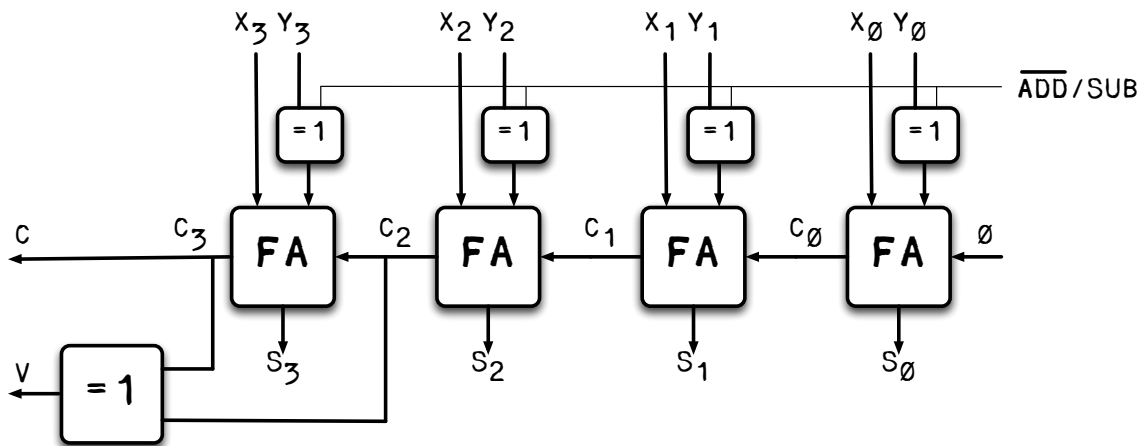 X₃ Y₃ X₂ Y₂ X₁ Y₁ XØ YØ
ADD/SUB
=1 =1 =1 =1
C C₃ FA C₂ FA C₁ FA CØ FA Ø
V =1 S₃ S₂ S₁ SØ